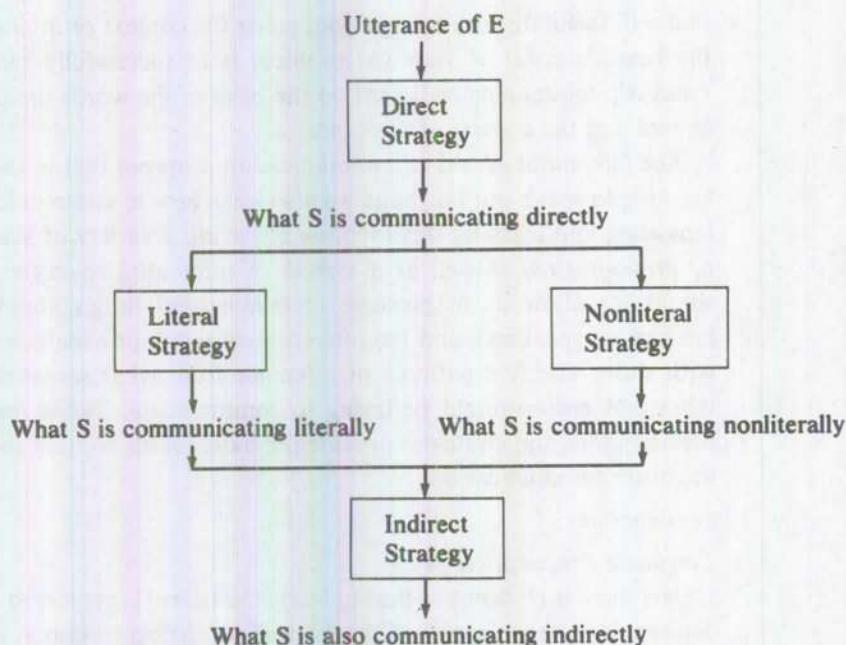 Utterance of E
Direct
Strategy
What S is communicating directly
Literal
Strategy
Nonliteral
Strategy
What S is communicating literally
What S is communicating nonliterally
Indirect
Strategy
What S is also communicating indirectly